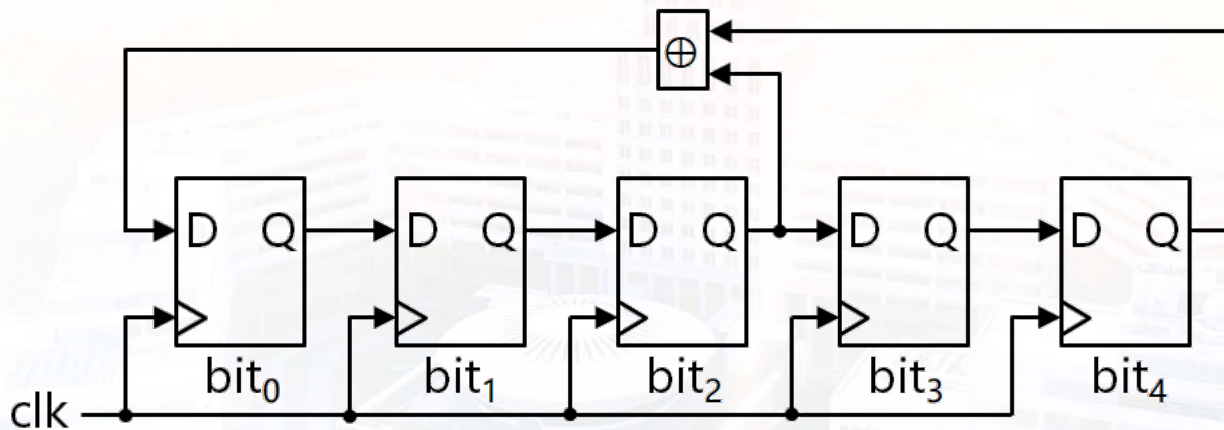 ⊕
D Q D Q D Q D Q D Q
bit₀ bit₁ bit₂ bit₃ bit₄
clk